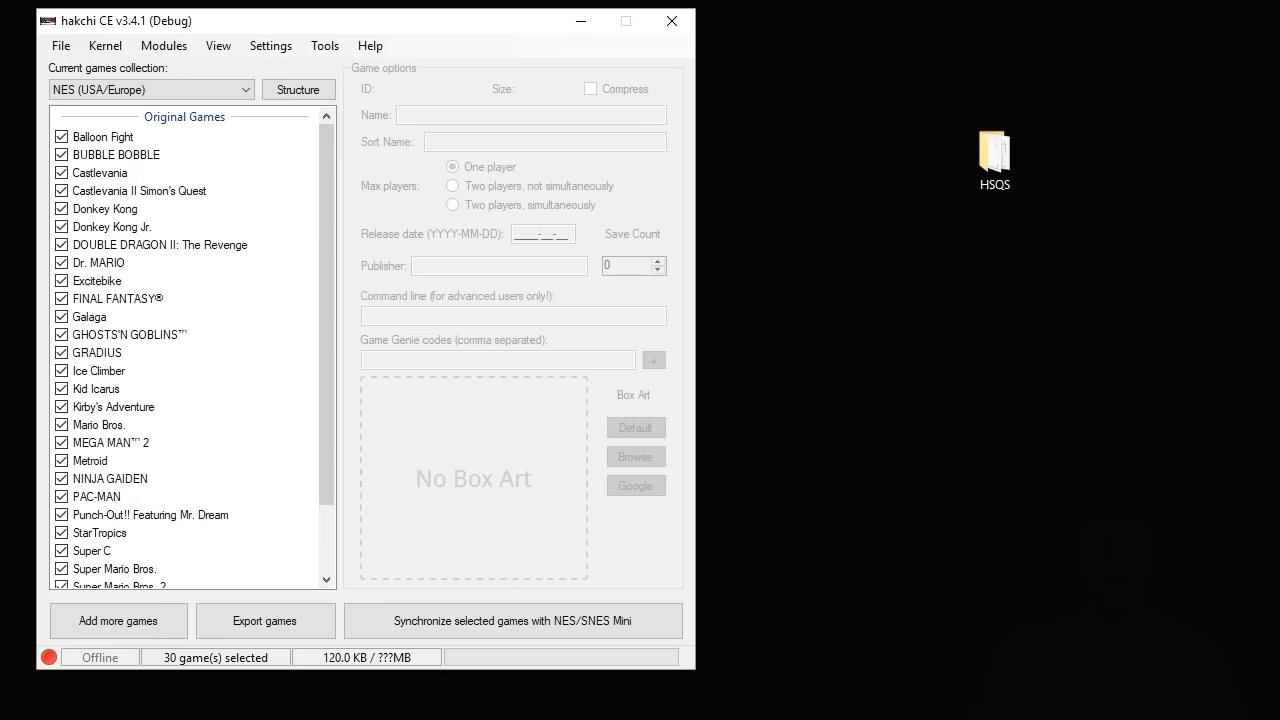 hakchi CE v3.4.1 (Debug)
File Kernel Modules View Settings Tools Help
Current games collection:
NES (USA/Europe)
Structure
Original Games
Balloon Fight
BUBBLE BOBBLE
Castlevania
Castlevania II Simon's Quest
Donkey Kong
Donkey Kong Jr.
DOUBLE DRAGON II: The Revenge
Dr. MARIO
Excitebike
FINAL FANTASY®
Galaga
GHOSTS'N GOBLINS™
GRADIUS
Ice Climber
Kid Icarus
Kirby's Adventure
Mario Bros.
MEGA MAN™ 2
Metroid
NINJA GAIDEN
PAC-MAN
Punch-Out!! Featuring Mr. Dream
StarTropics
Super C
Super Mario Bros.
Super Mario Bros. 2
Game options
ID: Size: Compress
Name:
Sort Name:
Max players:
One player
Two players, not simultaneously
Two players, simultaneously
Release date (YYYY-MM-DD): ____-__-__ Save Count
Publisher: 0
Command line (for advanced users only!):
Game Genie codes (comma separated):
+
No Box Art
Box Art
Default
Browse
Google
Add more games Export games Synchronize selected games with NES/SNES Mini
Offline 30 game(s) selected 120.0 KB / ???MB
HSQS